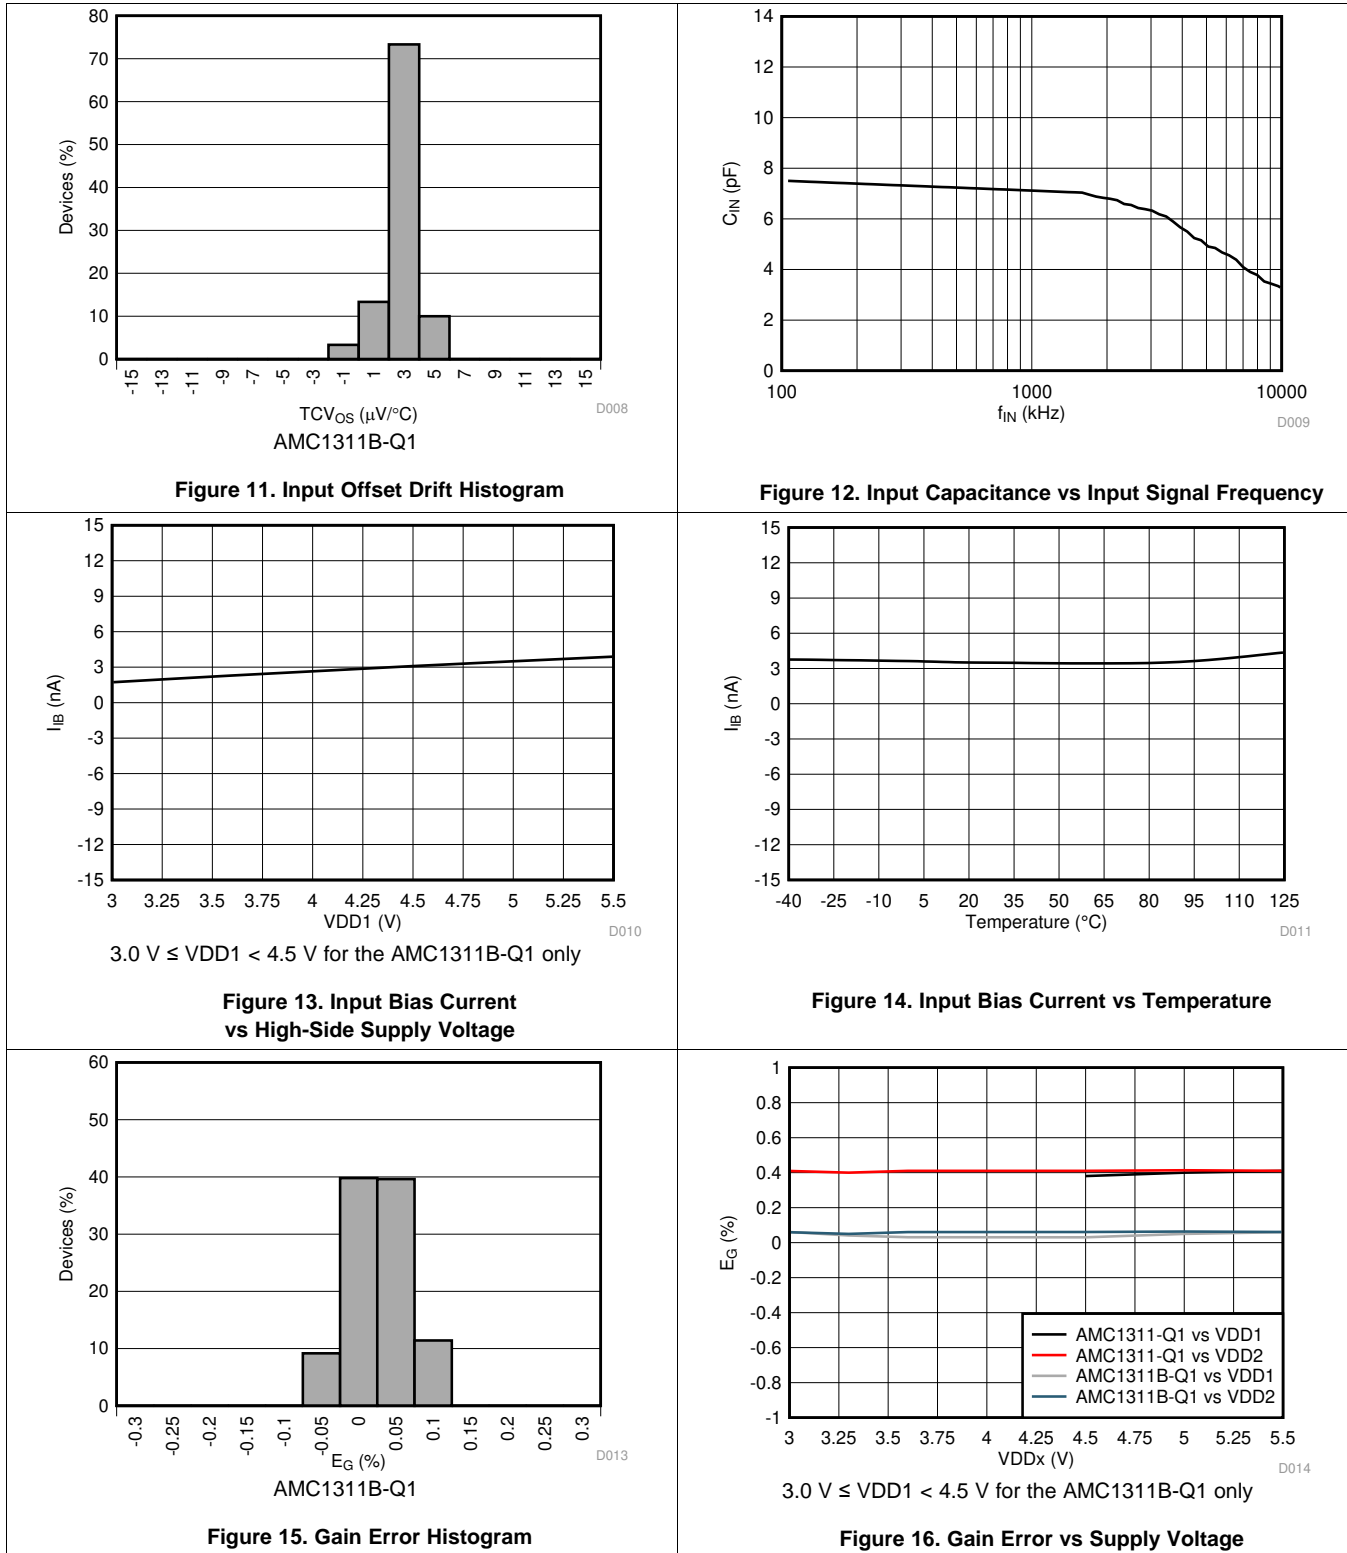 80
70
60
50
40
30
20
10
0
Devices (%)
-15 -13 -11 -9 -7 -5 -3 -1 1 3 5 7 9 11 13 15
TCVOS (µV/°C)
D008
AMC1311B-Q1
Figure 11. Input Offset Drift Histogram
14
12
10
8
6
4
2
0
CIN (pF)
100 1000 10000
fIN (kHz)
D009
Figure 12. Input Capacitance vs Input Signal Frequency
15
12
9
6
3
0
-3
-6
-9
-12
-15
IIB (nA)
3 3.25 3.5 3.75 4 4.25 4.5 4.75 5 5.25 5.5
VDD1 (V)
D010
3.0 V ≤ VDD1 < 4.5 V for the AMC1311B-Q1 only
Figure 13. Input Bias Current
vs High-Side Supply Voltage
15
12
9
6
3
0
-3
-6
-9
-12
-15
IIB (nA)
-40 -25 -10 5 20 35 50 65 80 95 110 125
Temperature (°C)
D011
Figure 14. Input Bias Current vs Temperature
60
50
40
30
20
10
0
Devices (%)
-0.3 -0.25 -0.2 -0.15 -0.1 -0.05 0 0.05 0.1 0.15 0.2 0.25 0.3
EG (%)
D013
AMC1311B-Q1
Figure 15. Gain Error Histogram
1
0.8
0.6
0.4
0.2
0
-0.2
-0.4
-0.6
-0.8
-1
EG (%)
AMC1311-Q1 vs VDD1
AMC1311-Q1 vs VDD2
AMC1311B-Q1 vs VDD1
AMC1311B-Q1 vs VDD2
3 3.25 3.5 3.75 4 4.25 4.5 4.75 5 5.25 5.5
VDDx (V)
D014
3.0 V ≤ VDD1 < 4.5 V for the AMC1311B-Q1 only
Figure 16. Gain Error vs Supply Voltage